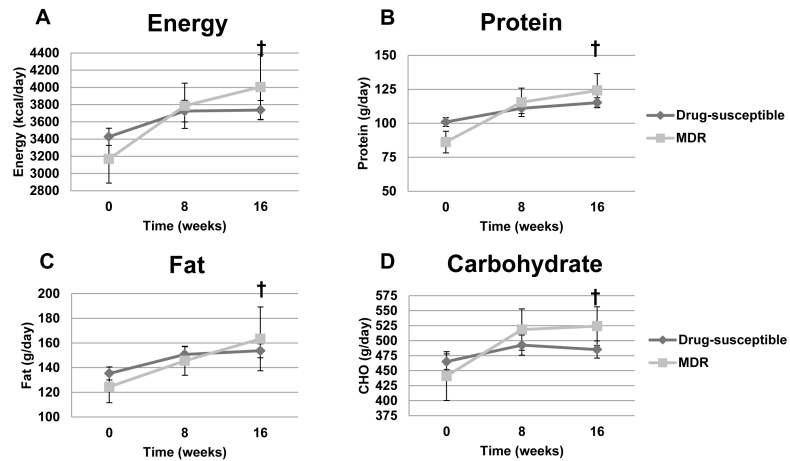 A
Energy
†
Energy (kcal/day)
4400
4200
4000
3800
3600
3400
3200
3000
2800
0 8 16
Time (weeks)
B
Protein
†
Protein (g/day)
150
125
100
75
50
0 8 16
Time (weeks)
Drug-susceptible
MDR
C
Fat
†
Fat (g/day)
200
180
160
140
120
100
0 8 16
Time (weeks)
D
Carbohydrate
†
CHO (g/day)
575
550
525
500
475
450
425
400
375
0 8 16
Time (weeks)
Drug-susceptible
MDR